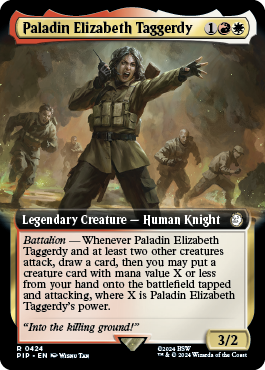 Paladin Elizabeth Taggerdy 1
Legendary Creature — Human Knight
Battalion — Whenever Paladin Elizabeth
Taggerdy and at least two other creatures
attack, draw a card, then you may put a
creature card with mana value X or less
from your hand onto the battlefield tapped
and attacking, where X is Paladin Elizabeth
Taggerdy's power.
"Into the killing ground!"
3/2
R 0424
PIP • EN Wisnu Tan
©2024 BSW
™ & © 2024 Wizards of the Coast